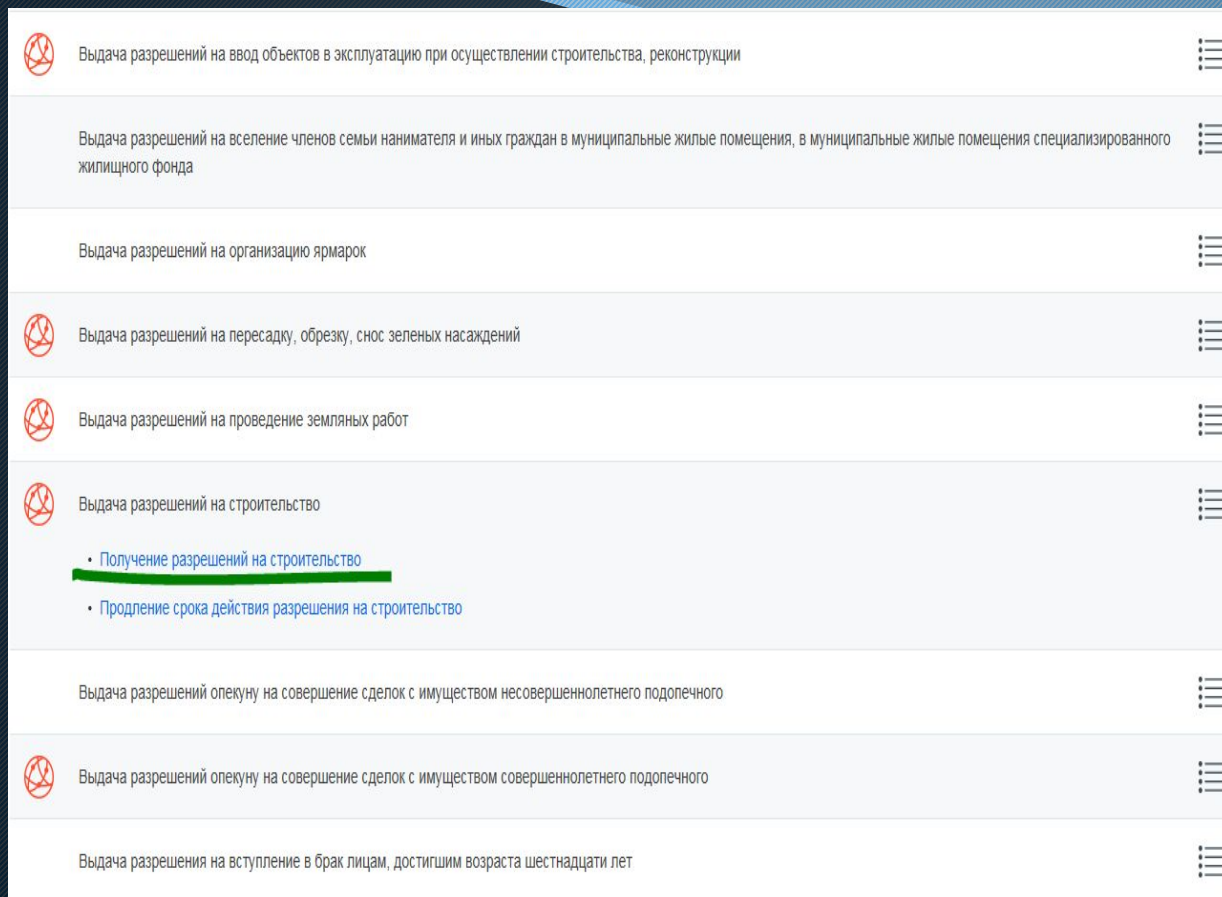 Выдача разрешений на ввод объектов в эксплуатацию при осуществлении строительства, реконструкции
Выдача разрешений на вселение членов семьи нанимателя и иных граждан в муниципальные жилые помещения, в муниципальные жилые помещения специализированного
жилищного фонда
Выдача разрешений на организацию ярмарок
Выдача разрешений на пересадку, обрезку, снос зеленых насаждений
Выдача разрешений на проведение земляных работ
Выдача разрешений на строительство
• Получение разрешений на строительство
• Продление срока действия разрешения на строительство
Выдача разрешений опекуну на совершение сделок с имуществом несовершеннолетнего подопечного
Выдача разрешений опекуну на совершение сделок с имуществом совершеннолетнего подопечного
Выдача разрешения на вступление в брак лицам, достигшим возраста шестнадцати лет